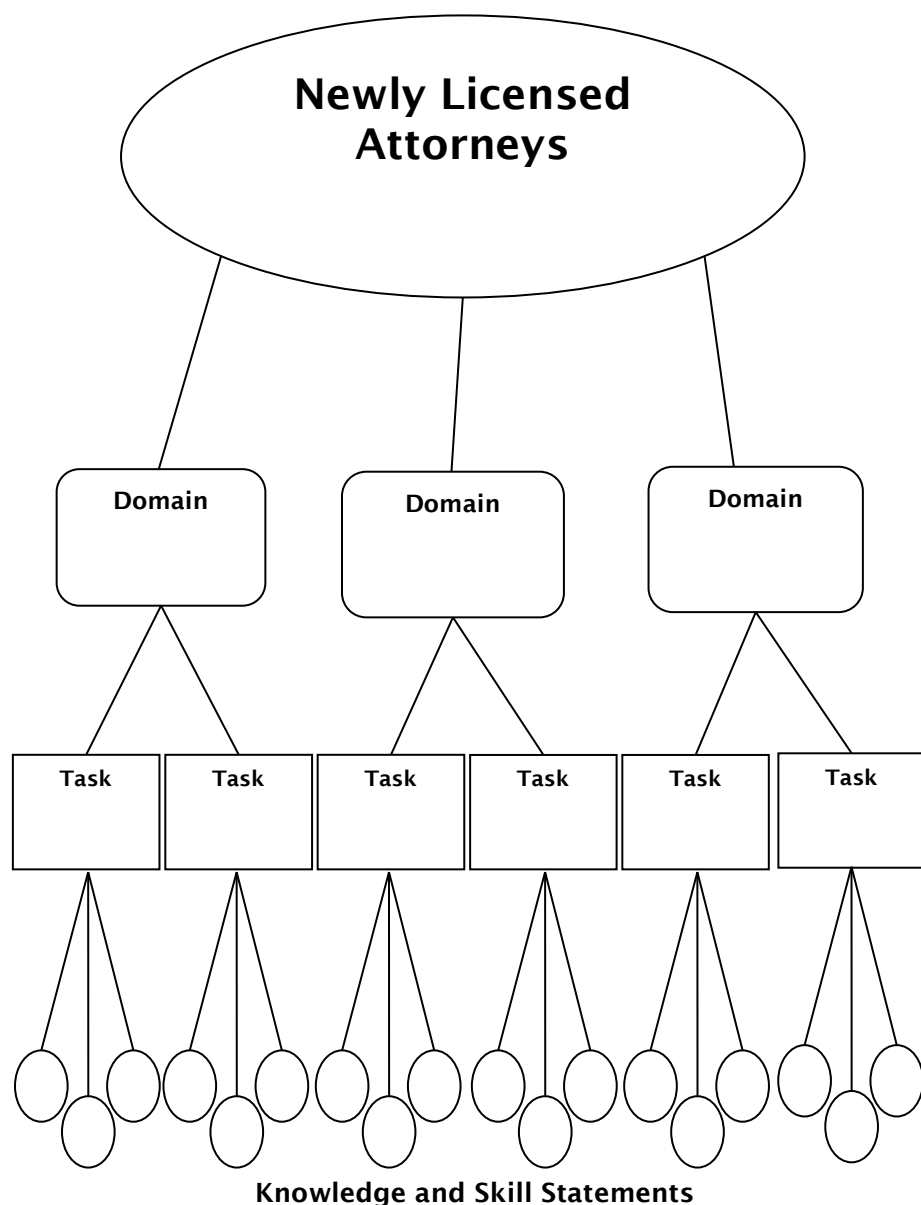 Newly Licensed
Attorneys
Domain
Domain
Domain
Task
Task
Task
Task
Task
Task
Knowledge and Skill Statements